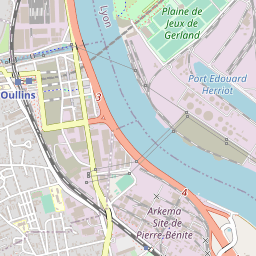 Lyon
Plaine de
Jeux de
Gerland
Port Edouard
Herriot
3
Oullins
4
Arkema
Site de
Pierre-Bénite